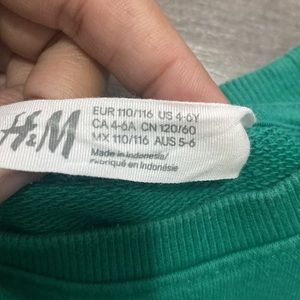 H&M
EUR 110/116 US 4-6Y
CA 4-6A CN 120/60
MX 110/116 AUS 5-6
Made in Indonesia/
Fabriqué en Indonésie